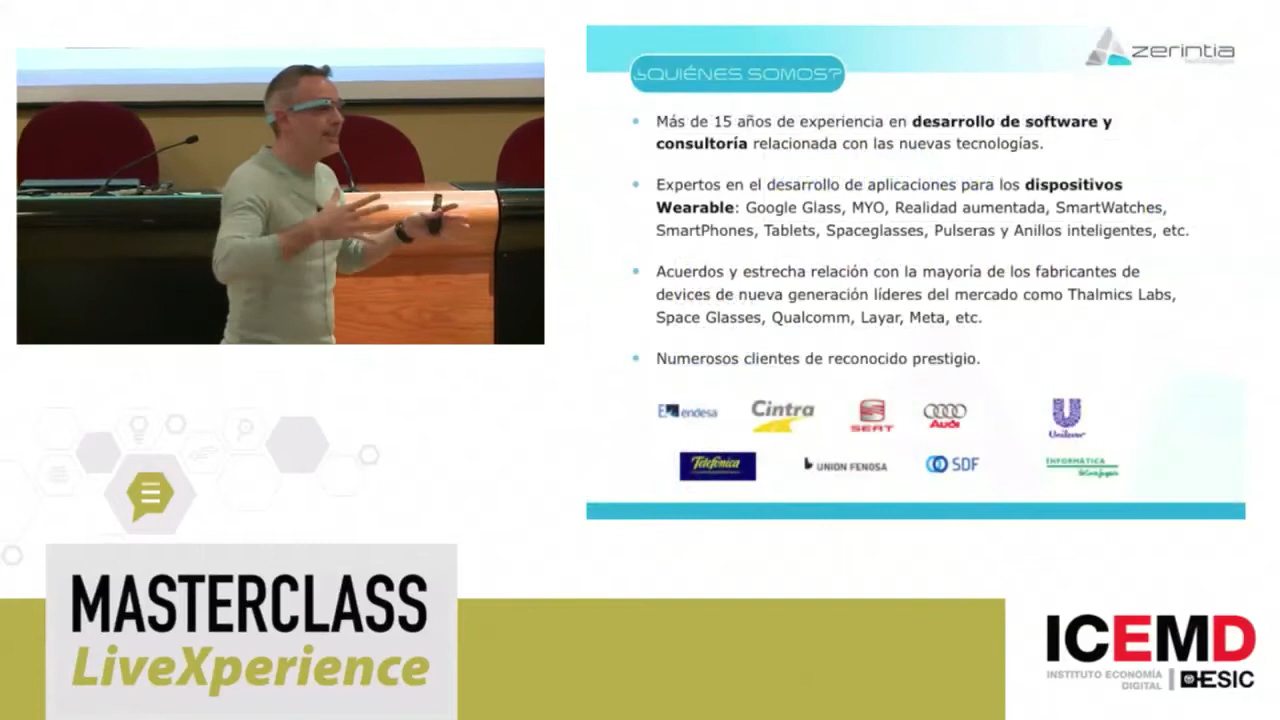 zerintia
¿QUIÉNES SOMOS?
• Más de 15 años de experiencia en desarrollo de software y
consultoría relacionada con las nuevas tecnologías.
• Expertos en el desarrollo de aplicaciones para los dispositivos
Wearable: Google Glass, MYO, Realidad aumentada, SmartWatches,
SmartPhones, Tablets, Spaceglasses, Pulseras y Anillos inteligentes, etc.
• Acuerdos y estrecha relación con la mayoría de los fabricantes de
devices de nueva generación líderes del mercado como Thalmics Labs,
Space Glasses, Qualcomm, Layar, Meta, etc.
• Numerosos clientes de reconocido prestigio.
endesa
Cintra
SEAT
Audi
Unilever
Telefónica
UNION FENOSA
SDF
INFORMÁTICA
MASTERCLASS
LiveXperience
ICEMD
INSTITUTO ECONOMÍA
DIGITAL
ESIC